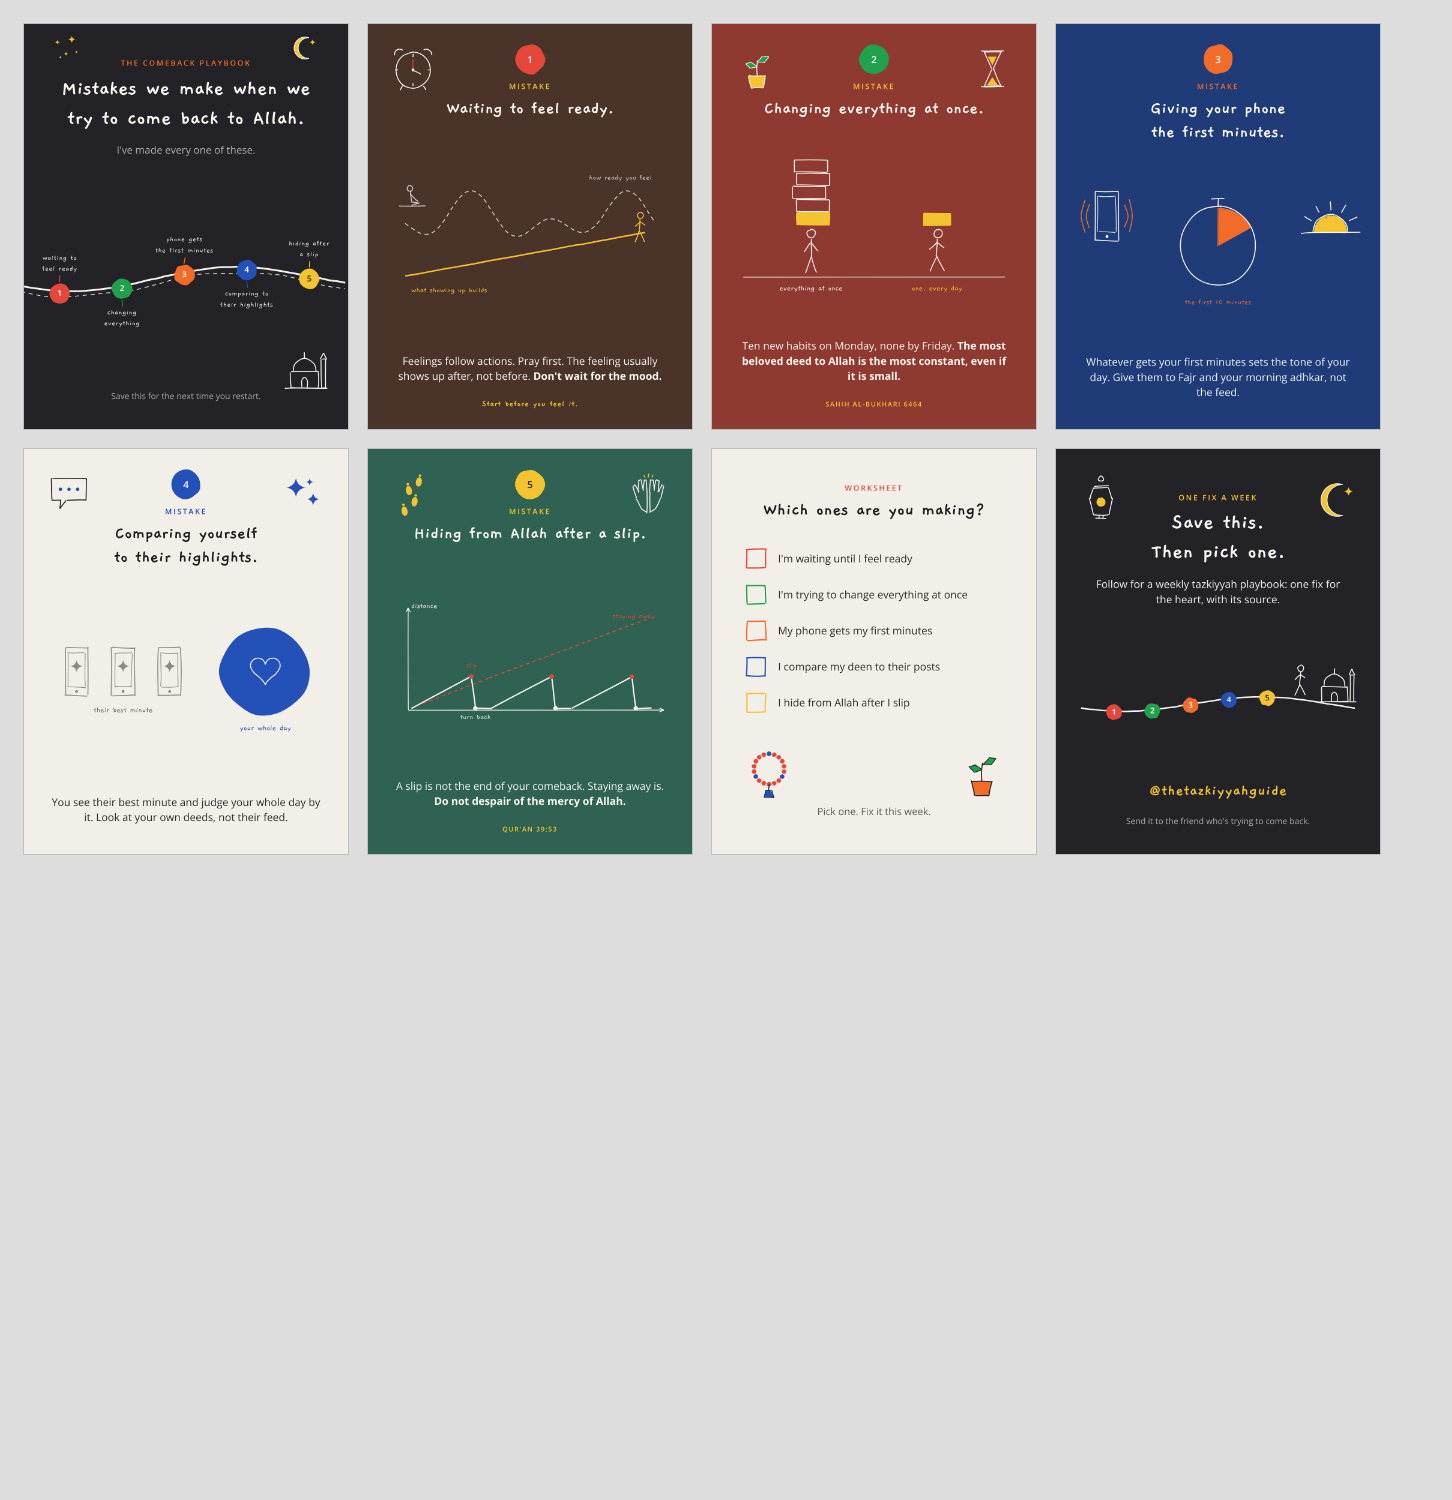 THE COMEBACK PLAYBOOK
Mistakes we make when we
try to come back to Allah.
I've made every one of these.
waiting to
feel ready
1
2
changing
everything
phone gets
the first minutes
3
4
comparing to
their highlights
hiding after
a slip
5
Save this for the next time you restart.
1
MISTAKE
Waiting to feel ready.
how ready you feel
what showing up builds
Feelings follow actions. Pray first. The feeling usually
shows up after, not before. Don't wait for the mood.
Start before you feel it.
2
MISTAKE
Changing everything at once.
everything at once
one, every day
Ten new habits on Monday, none by Friday. The most
beloved deed to Allah is the most constant, even if
it is small.
SAHIH AL-BUKHARI 6464
3
MISTAKE
Giving your phone
the first minutes.
the first 10 minutes
Whatever gets your first minutes sets the tone of your
day. Give them to Fajr and your morning adhkar, not
the feed.
4
MISTAKE
Comparing yourself
to their highlights.
their best minute
your whole day
You see their best minute and judge your whole day by
it. Look at your own deeds, not their feed.
5
MISTAKE
Hiding from Allah after a slip.
distance
staying away
slip
turn back
A slip is not the end of your comeback. Staying away is.
Do not despair of the mercy of Allah.
QUR'AN 39:53
WORKSHEET
Which ones are you making?
I'm waiting until I feel ready
I'm trying to change everything at once
My phone gets my first minutes
I compare my deen to their posts
I hide from Allah after I slip
Pick one. Fix it this week.
ONE FIX A WEEK
Save this.
Then pick one.
Follow for a weekly tazkiyyah playbook: one fix for
the heart, with its source.
1
2
3
4
5
@thetazkiyyahguide
Send it to the friend who's trying to come back.